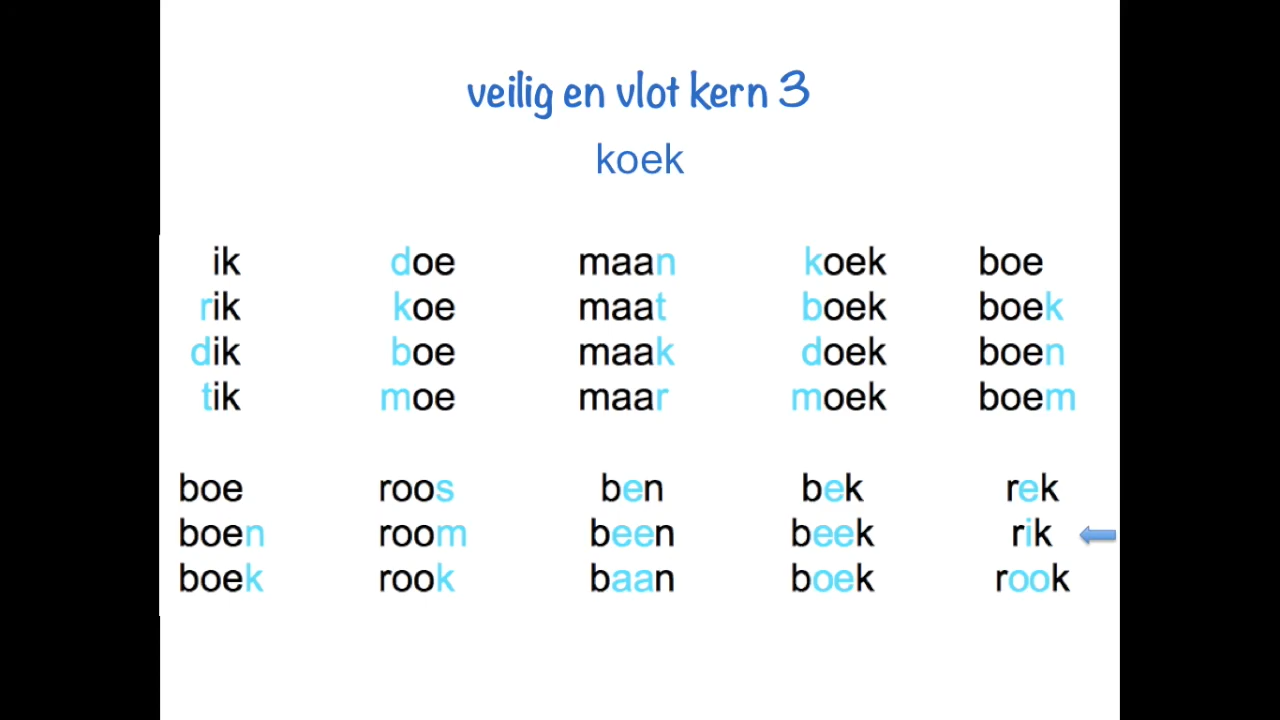 veilig en vlot kern 3
koek
ik doe maan koek boe
rik koe maat boek boek
dik boe maak doek boen
tik moe maar moek boem
boe roos ben bek rek
boen room been beek rik
boek rook baan boek rook